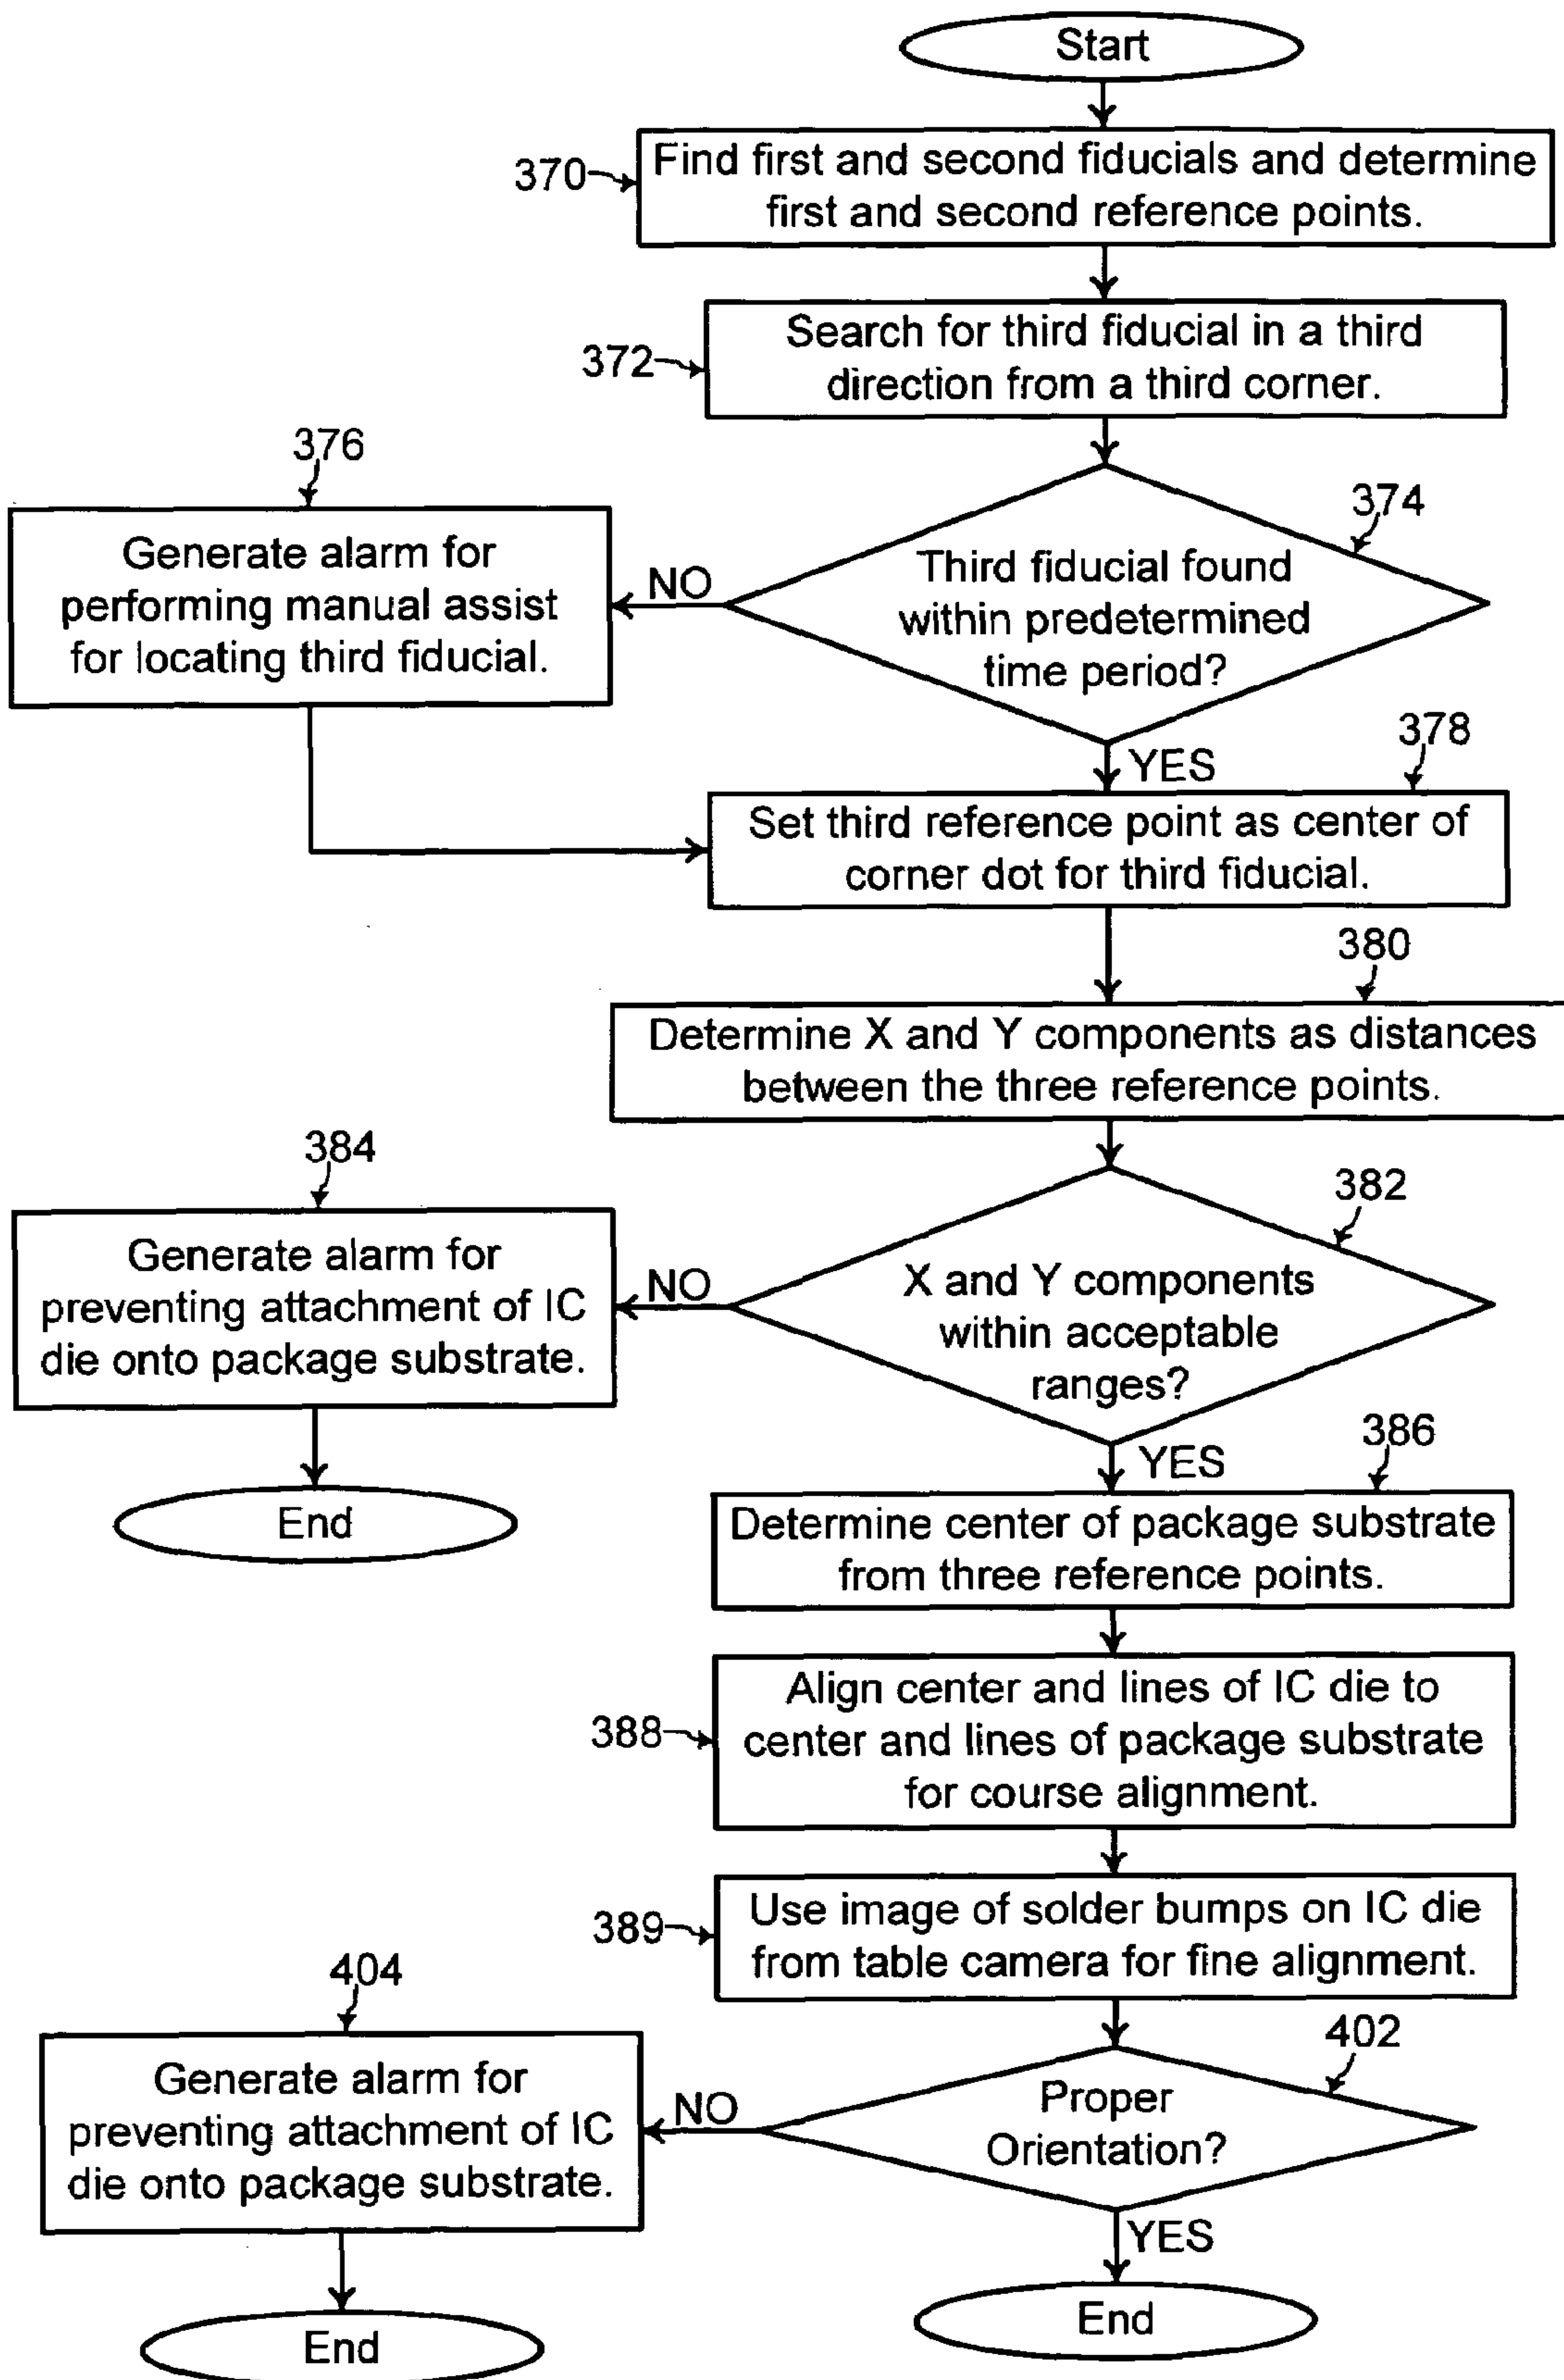 Start
370
Find first and second fiducials and determine
first and second reference points.
372
Search for third fiducial in a third
direction from a third corner.
376
374
Generate alarm for
performing manual assist
for locating third fiducial.
NO
Third fiducial found
within predetermined
time period?
YES
378
Set third reference point as center of
corner dot for third fiducial.
380
Determine X and Y components as distances
between the three reference points.
384
382
Generate alarm for
preventing attachment of IC
die onto package substrate.
NO
X and Y components
within acceptable
ranges?
YES
386
End
Determine center of package substrate
from three reference points.
388
Align center and lines of IC die to
center and lines of package substrate
for course alignment.
389
Use image of solder bumps on IC die
from table camera for fine alignment.
404
402
Generate alarm for
preventing attachment of IC
die onto package substrate.
NO
Proper
Orientation?
YES
End
End